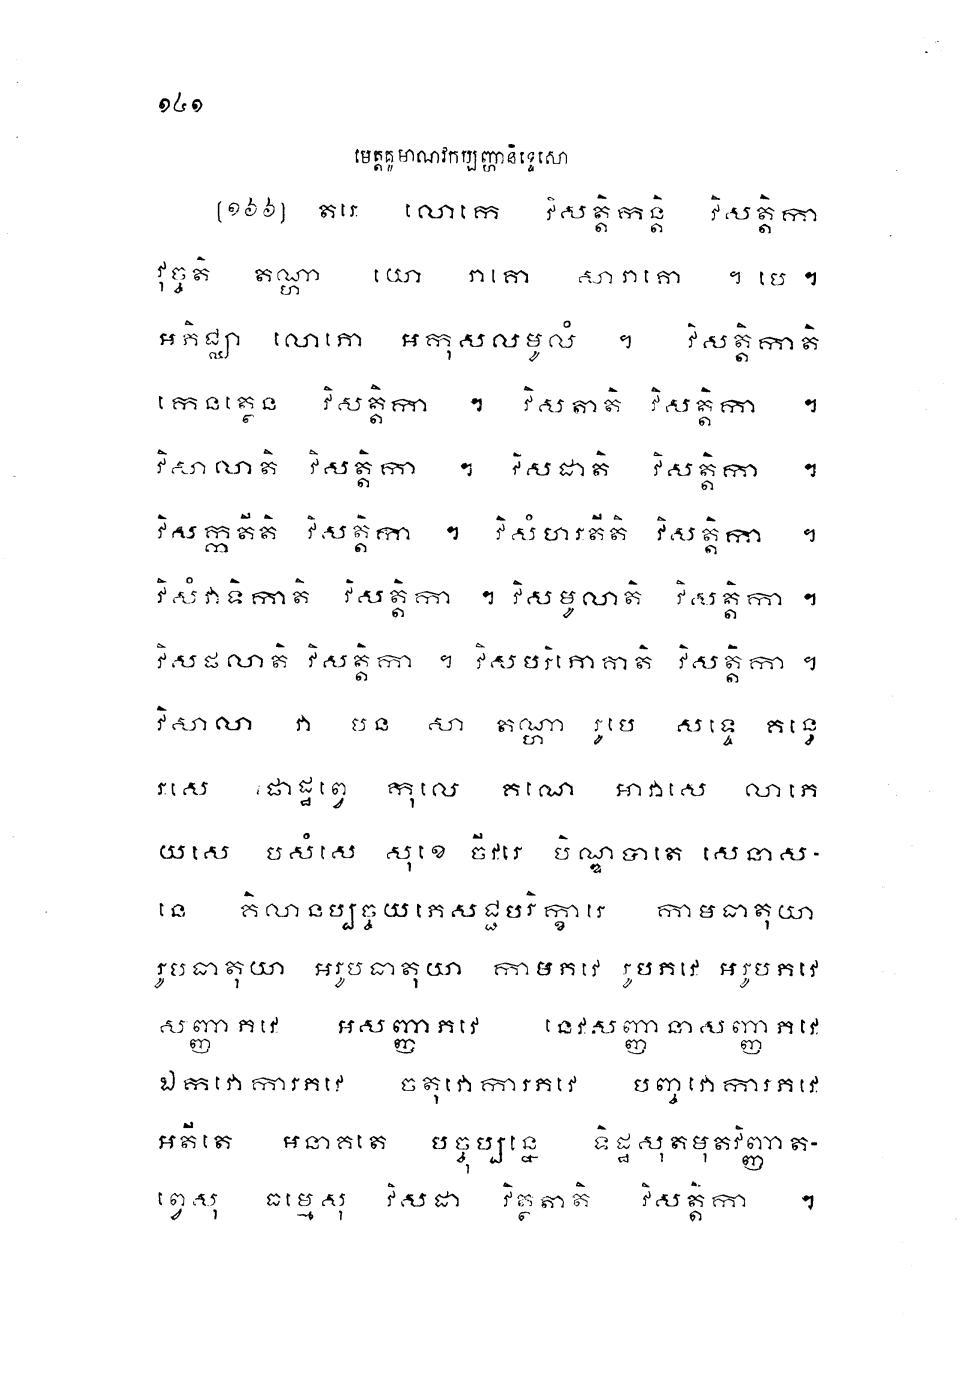 ១៤១
មេត្តគូមាណវកប្បញ្ហានិទ្ទេសោ
(១៦៦) តរេ លោកេ វិសត្តិកន្តិ វិសត្តិកា
វុច្ចតិ តណ្ហា យោ រាគោ សារាគោ ។ បេ ។
អភិជ្ឈា លោភោ អកុសលមូលំ ។ វិសត្តិកាតិ
កេនត្ថេន វិសត្តិកា ។ វិសតាតិ វិសត្តិកា ។
វិសាលាតិ វិសត្តិកា ។ វិសដាតិ វិសត្តិកា ។
វិសក្កតីតិ វិសត្តិកា ។ វិសំហរតីតិ វិសត្តិកា ។
វិសំវាទិកាតិ វិសត្តិកា ។ វិសមូលាតិ វិសត្តិកា ។
វិសផលាតិ វិសត្តិកា ។ វិសបរិភោគាតិ វិសត្តិកា ។
វិសាលា វា បន សា តណ្ហា រូបេ សទ្ទេ គន្ធេ
រសេ ផោដ្ឋព្វេ កុលេ គណេ អាវាសេ លាភេ
យសេ បសំសេ សុខេ ចីវរេ បិណ្ឌបាតេ សេនាស-
នេ គិលានប្បច្ចយភេសជ្ជបរិក្ខារេ កាមធាតុយា
រូបធាតុយា អរូបធាតុយា កាមភវេ រូបភវេ អរូបភវេ
សញ្ញាភវេ អសញ្ញាភវេ នេវសញ្ញានាសញ្ញាភវេ
ឯកវោការភវេ ចតុវោការភវេ បញ្ចវោការភវេ
អតីតេ អនាគតេ បច្ចុប្បន្នេ ទិដ្ឋសុតមុតវិញ្ញាត-
ព្វេសុ ធម្មេសុ វិសដា វិត្ថតាតិ វិសត្តិកា ។